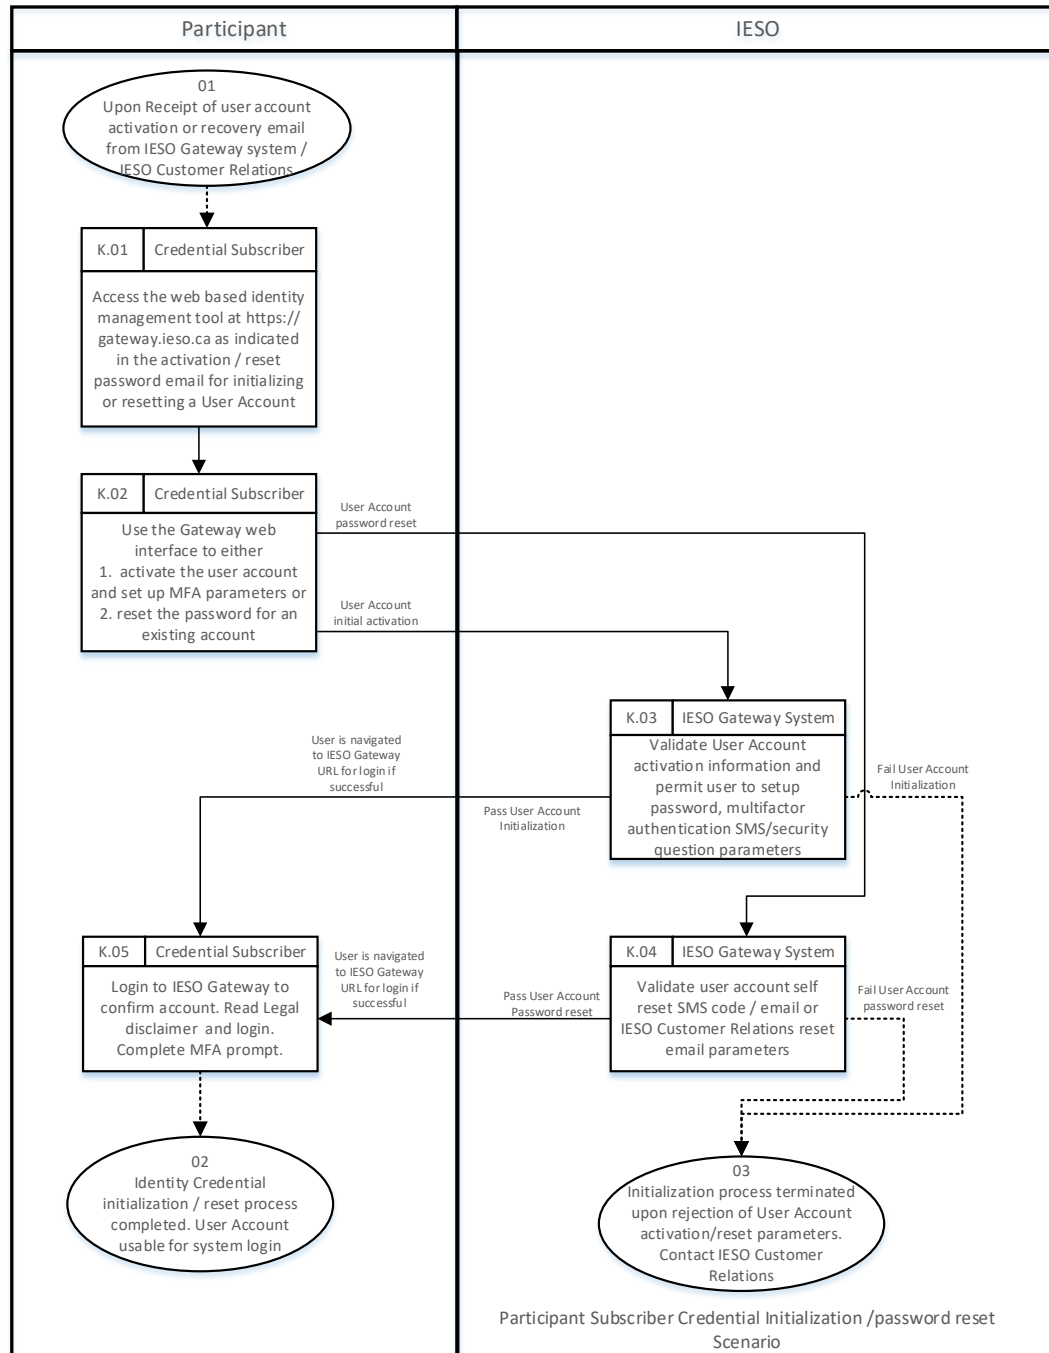 Participant
IESO
01
Upon Receipt of user account
activation or recovery email
from IESO Gateway system /
IESO Customer Relations
K.01
Credential Subscriber
Access the web based identity
management tool at https://
gateway.ieso.ca as indicated
in the activation / reset
password email for initializing
or resetting a User Account
K.02
Credential Subscriber
Use the Gateway web
interface to either
1. activate the user account
and set up MFA parameters or
2. reset the password for an
existing account
User Account
password reset
User Account
initial activation
K.03
IESO Gateway System
Validate User Account
activation information and
permit user to setup
password, multifactor
authentication SMS/security
question parameters
User is navigated
to IESO Gateway
URL for login if
successful
Pass User Account
Initialization
Fail User Account
Initialization
K.05
Credential Subscriber
Login to IESO Gateway to
confirm account. Read Legal
disclaimer and login.
Complete MFA prompt.
User is navigated
to IESO Gateway
URL for login if
successful
Pass User Account
Password reset
K.04
IESO Gateway System
Validate user account self
reset SMS code / email or
IESO Customer Relations reset
email parameters
Fail User Account
password reset
02
Identity Credential
initialization / reset process
completed. User Account
usable for system login
03
Initialization process terminated
upon rejection of User Account
activation/reset parameters.
Contact IESO Customer
Relations
Participant Subscriber Credential Initialization /password reset
Scenario